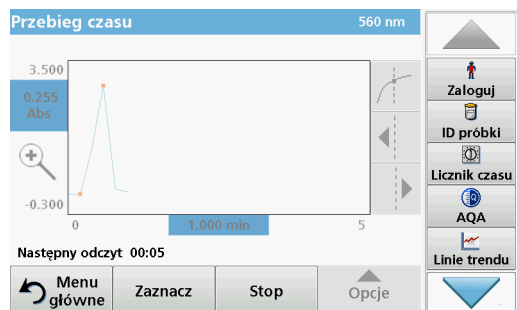 Przebieg czasu 560 nm
3.500
0.255
Abs
-0.300
0 1.000 min 5
Następny odczyt 00:05
Menu
główne
Zaznacz
Stop
Opcje
Zaloguj
ID próbki
Licznik czasu
AQA
Linie trendu